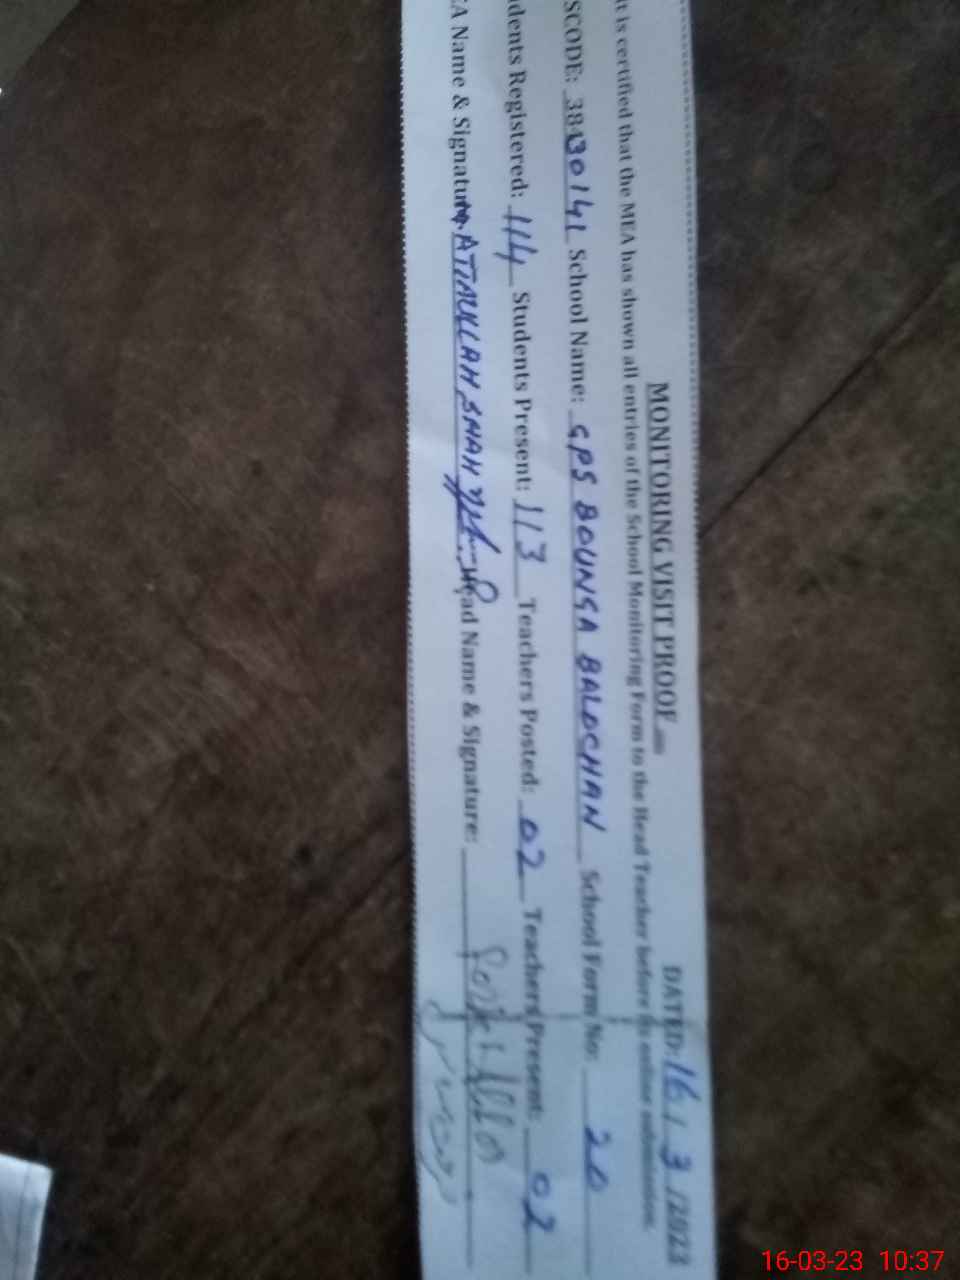 MONITORING VISIT PROOF DATED: 16 / 3 /2023
It is certified that the MEA has shown all entries of the School Monitoring Form to the Head Teacher before its online submission.
SCODE: 38430141 School Name: GPS BOUNGA BALOCHAN School Form No: 20
dents Registered: 114 Students Present: 113 Teachers Posted: 02 Teachers Present: 02
EA Name & Signature ATTAULLAH SHAH Head Name & Signature:
16-03-23 10:37